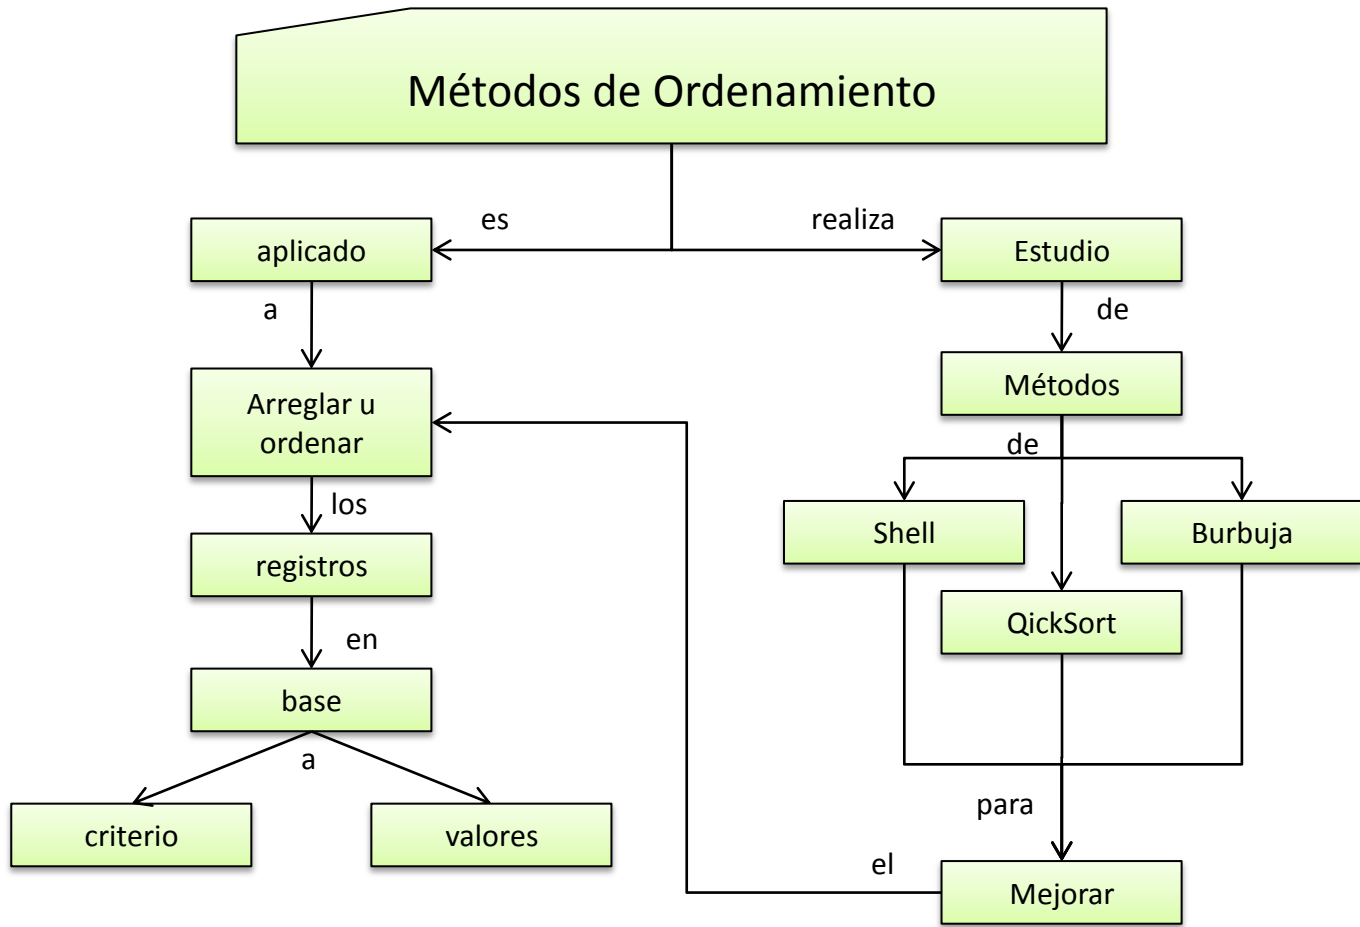 Métodos de Ordenamiento
es
realiza
aplicado
Estudio
a
de
Arreglar u
ordenar
Métodos
de
los
Shell
Burbuja
registros
QickSort
en
base
a
para
criterio
valores
el
Mejorar